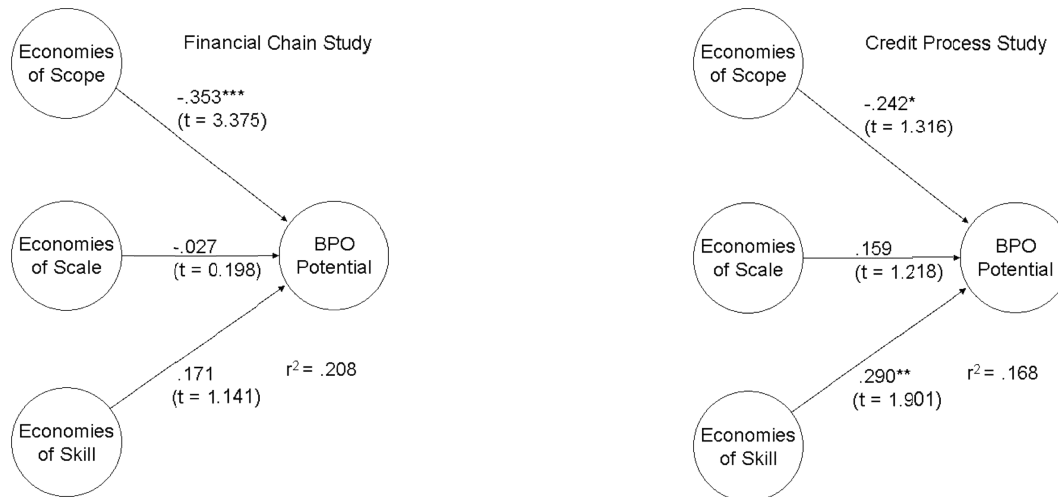 Financial Chain Study
Economies
of Scope
-.353***
(t = 3.375)
Economies
of Scale
-.027
(t = 0.198)
BPO
Potential
.171
(t = 1.141)
r² = .208
Economies
of Skill
Credit Process Study
Economies
of Scope
-.242*
(t = 1.316)
Economies
of Scale
.159
(t = 1.218)
BPO
Potential
.290**
(t = 1.901)
r² = .168
Economies
of Skill